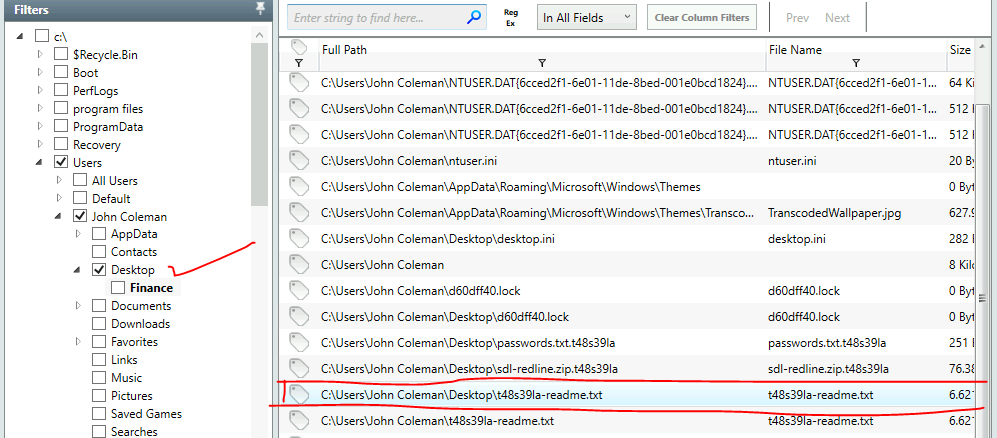 Filters
c:\
$Recycle.Bin
Boot
PerfLogs
program files
ProgramData
Recovery
Users
All Users
Default
John Coleman
AppData
Contacts
Desktop
Finance
Documents
Downloads
Favorites
Links
Music
Pictures
Saved Games
Searches
Enter string to find here... Reg Ex In All Fields Clear Column Filters Prev Next
Full Path File Name Size
C:\Users\John Coleman\NTUSER.DAT{6cced2f1-6e01-11de-8bed-001e0bcd1824}.... NTUSER.DAT{6cced2f1-6e01-1... 64 Ki
C:\Users\John Coleman\NTUSER.DAT{6cced2f1-6e01-11de-8bed-001e0bcd1824}.... NTUSER.DAT{6cced2f1-6e01-1... 512
C:\Users\John Coleman\NTUSER.DAT{6cced2f1-6e01-11de-8bed-001e0bcd1824}.... NTUSER.DAT{6cced2f1-6e01-1... 512
C:\Users\John Coleman\ntuser.ini ntuser.ini 20 By
C:\Users\John Coleman\AppData\Roaming\Microsoft\Windows\Themes 0 Byt
C:\Users\John Coleman\AppData\Roaming\Microsoft\Windows\Themes\Transco... TranscodedWallpaper.jpg 627.9
C:\Users\John Coleman\Desktop\desktop.ini desktop.ini 282
C:\Users\John Coleman 8 Kilo
C:\Users\John Coleman\d60dff40.lock d60dff40.lock 0 Byt
C:\Users\John Coleman\Desktop\d60dff40.lock d60dff40.lock 0 Byt
C:\Users\John Coleman\Desktop\passwords.txt.t48s39la passwords.txt.t48s39la 251
C:\Users\John Coleman\Desktop\sdl-redline.zip.t48s39la sdl-redline.zip.t48s39la 76.38
C:\Users\John Coleman\Desktop\t48s39la-readme.txt t48s39la-readme.txt 6.62
C:\Users\John Coleman\t48s39la-readme.txt t48s39la-readme.txt 6.62